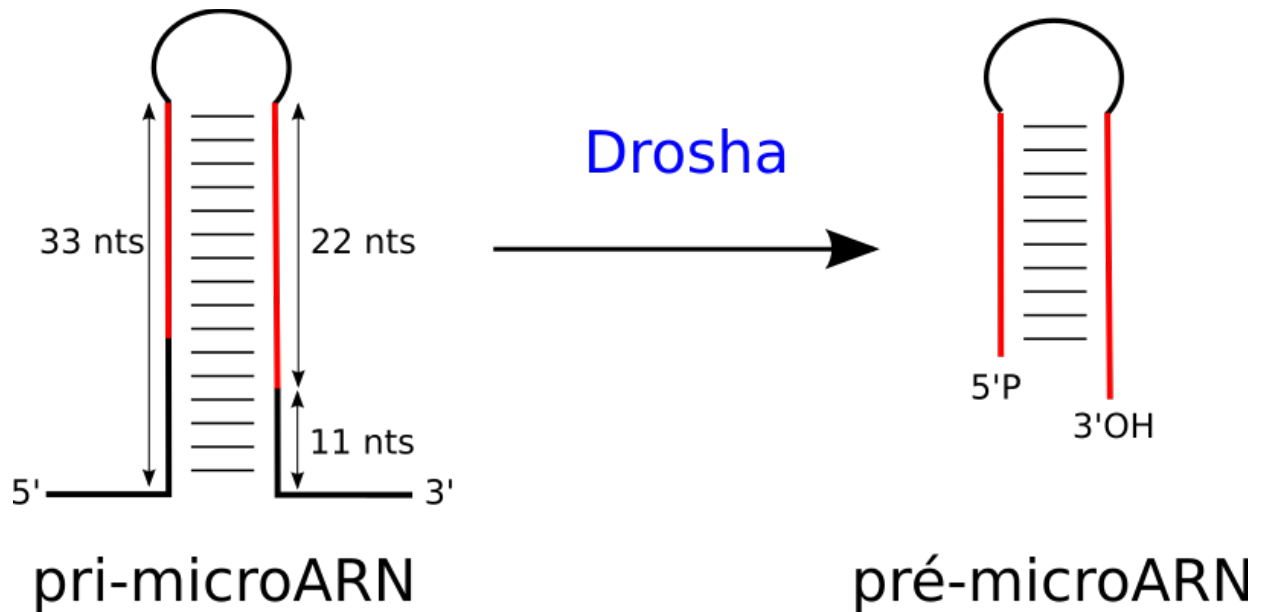 Drosha
33 nts
22 nts
11 nts
5'
3'
5'P
3'OH
pri-microARN
pré-microARN